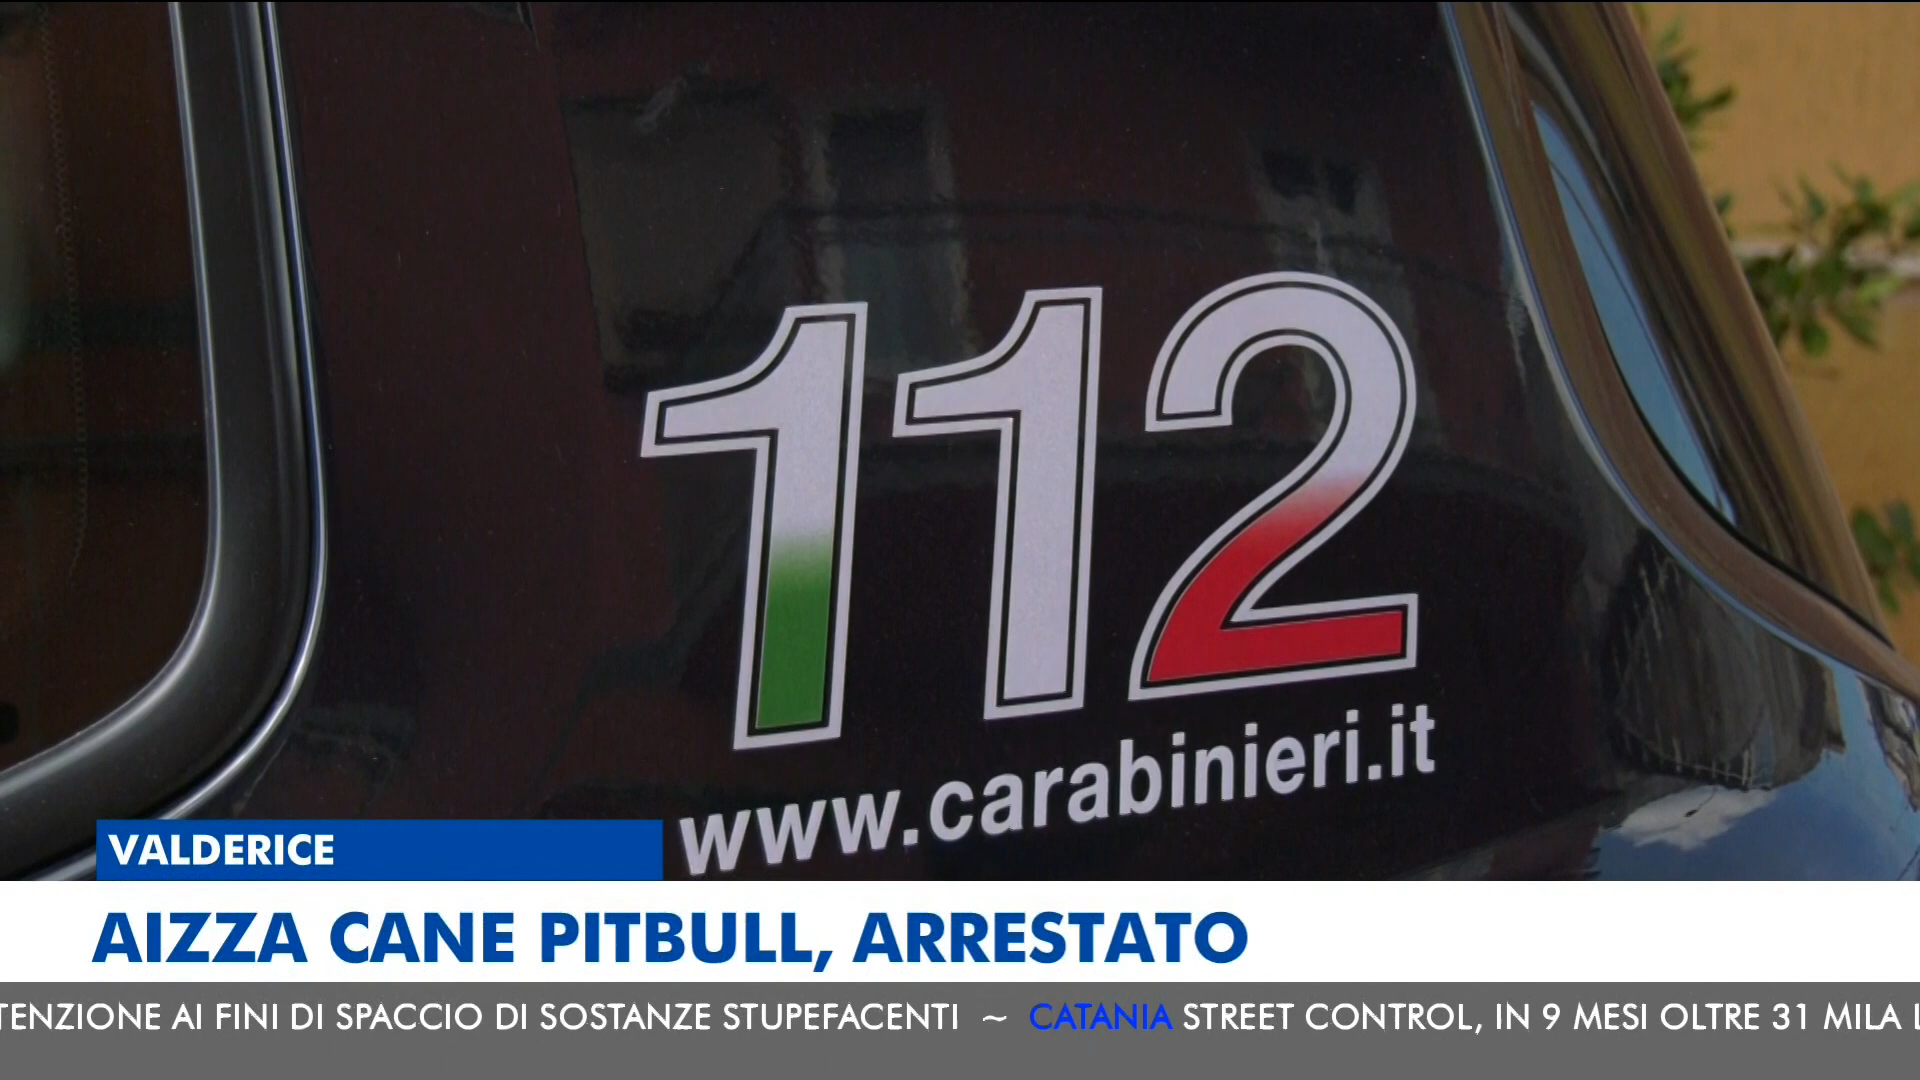 112
www.carabinieri.it
VALDERICE
AIZZA CANE PITBULL, ARRESTATO
TENZIONE AI FINI DI SPACCIO DI SOSTANZE STUPEFACENTI ~ CATANIA STREET CONTROL, IN 9 MESI OLTRE 31 MILA